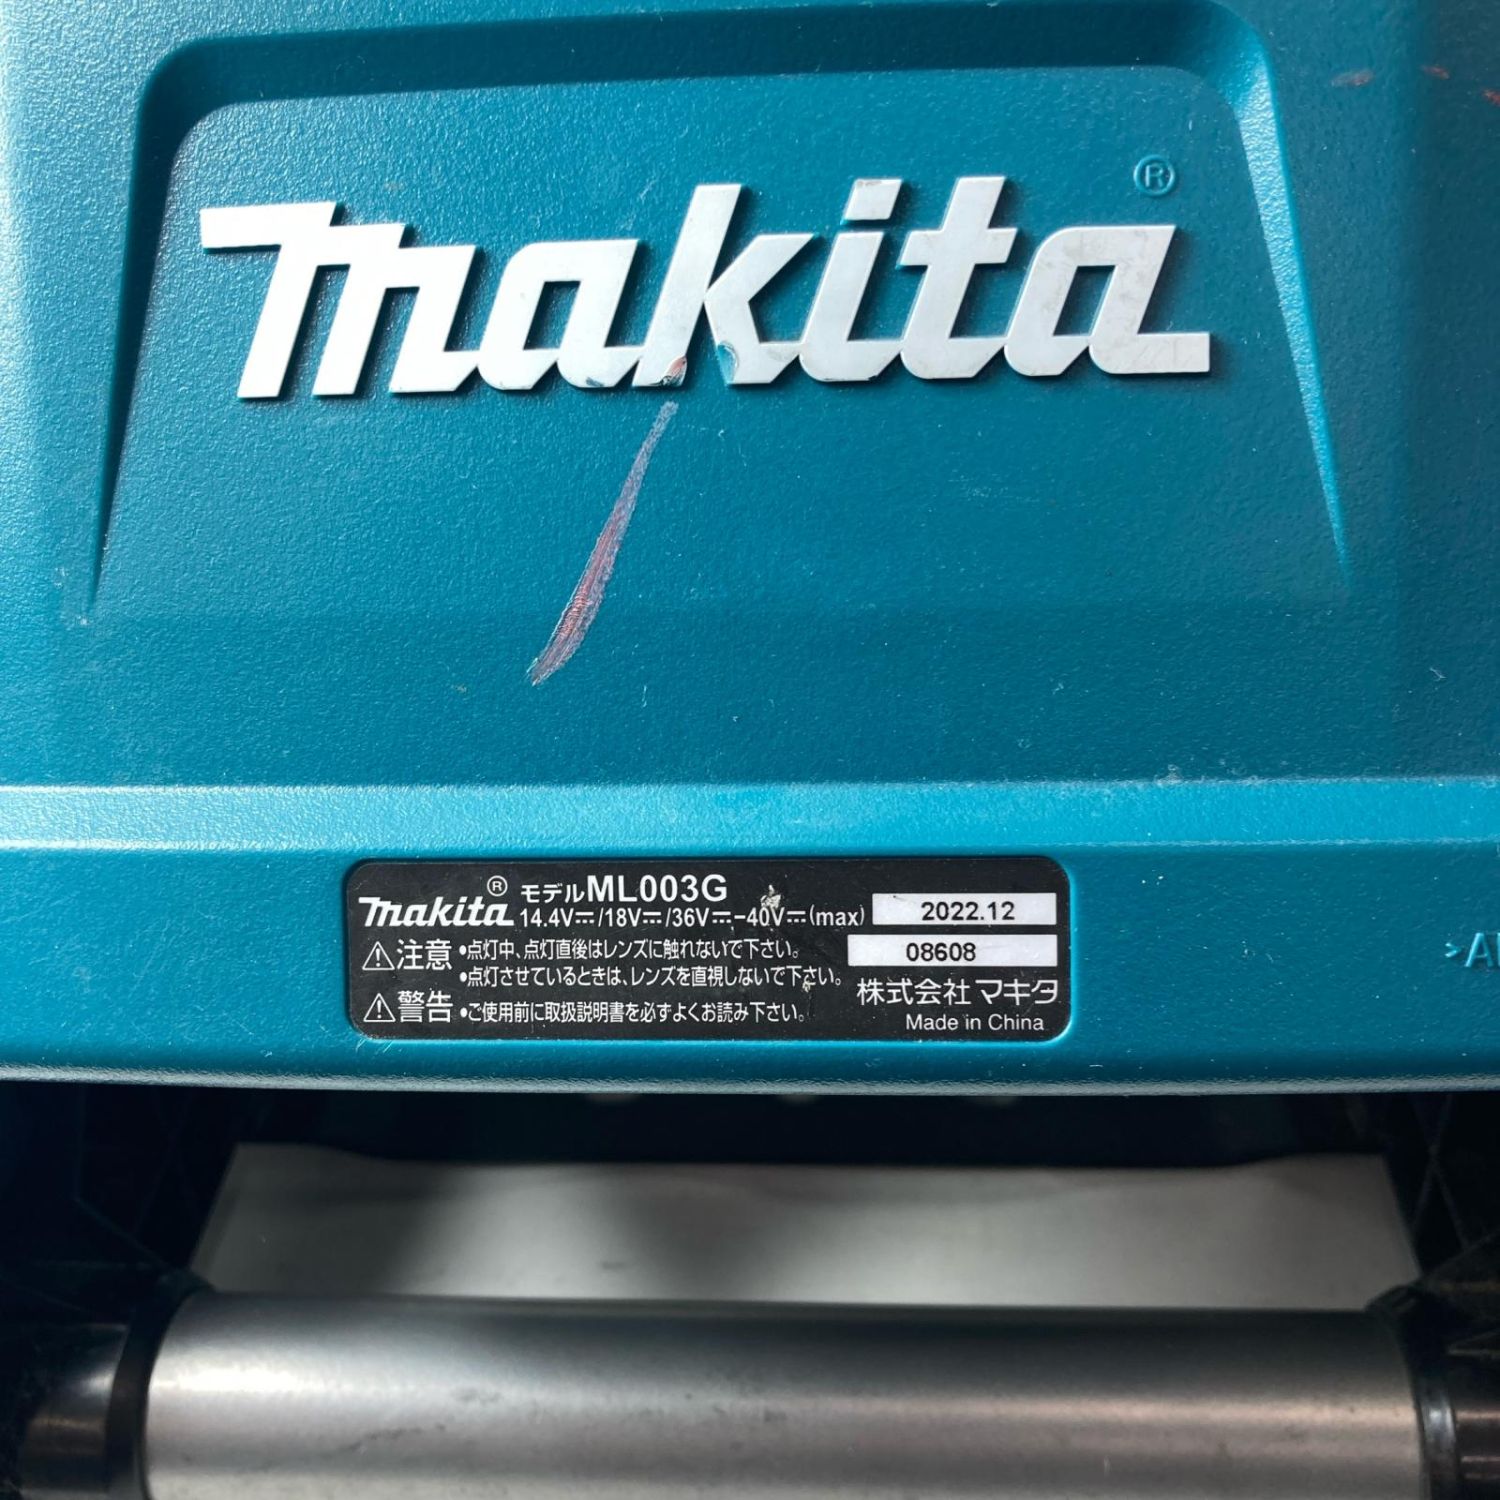 makita®
makita® モデルML003G
14.4V⎓/18V⎓/36V⎓-40V⎓(max) 2022.12
⚠注意 •点灯中、点灯直後はレンズに触れないで下さい。 08608
•点灯させているときは、レンズを直視しないで下さい。
株式会社マキタ
⚠警告 •ご使用前に取扱説明書を必ずよくお読み下さい。
Made in China